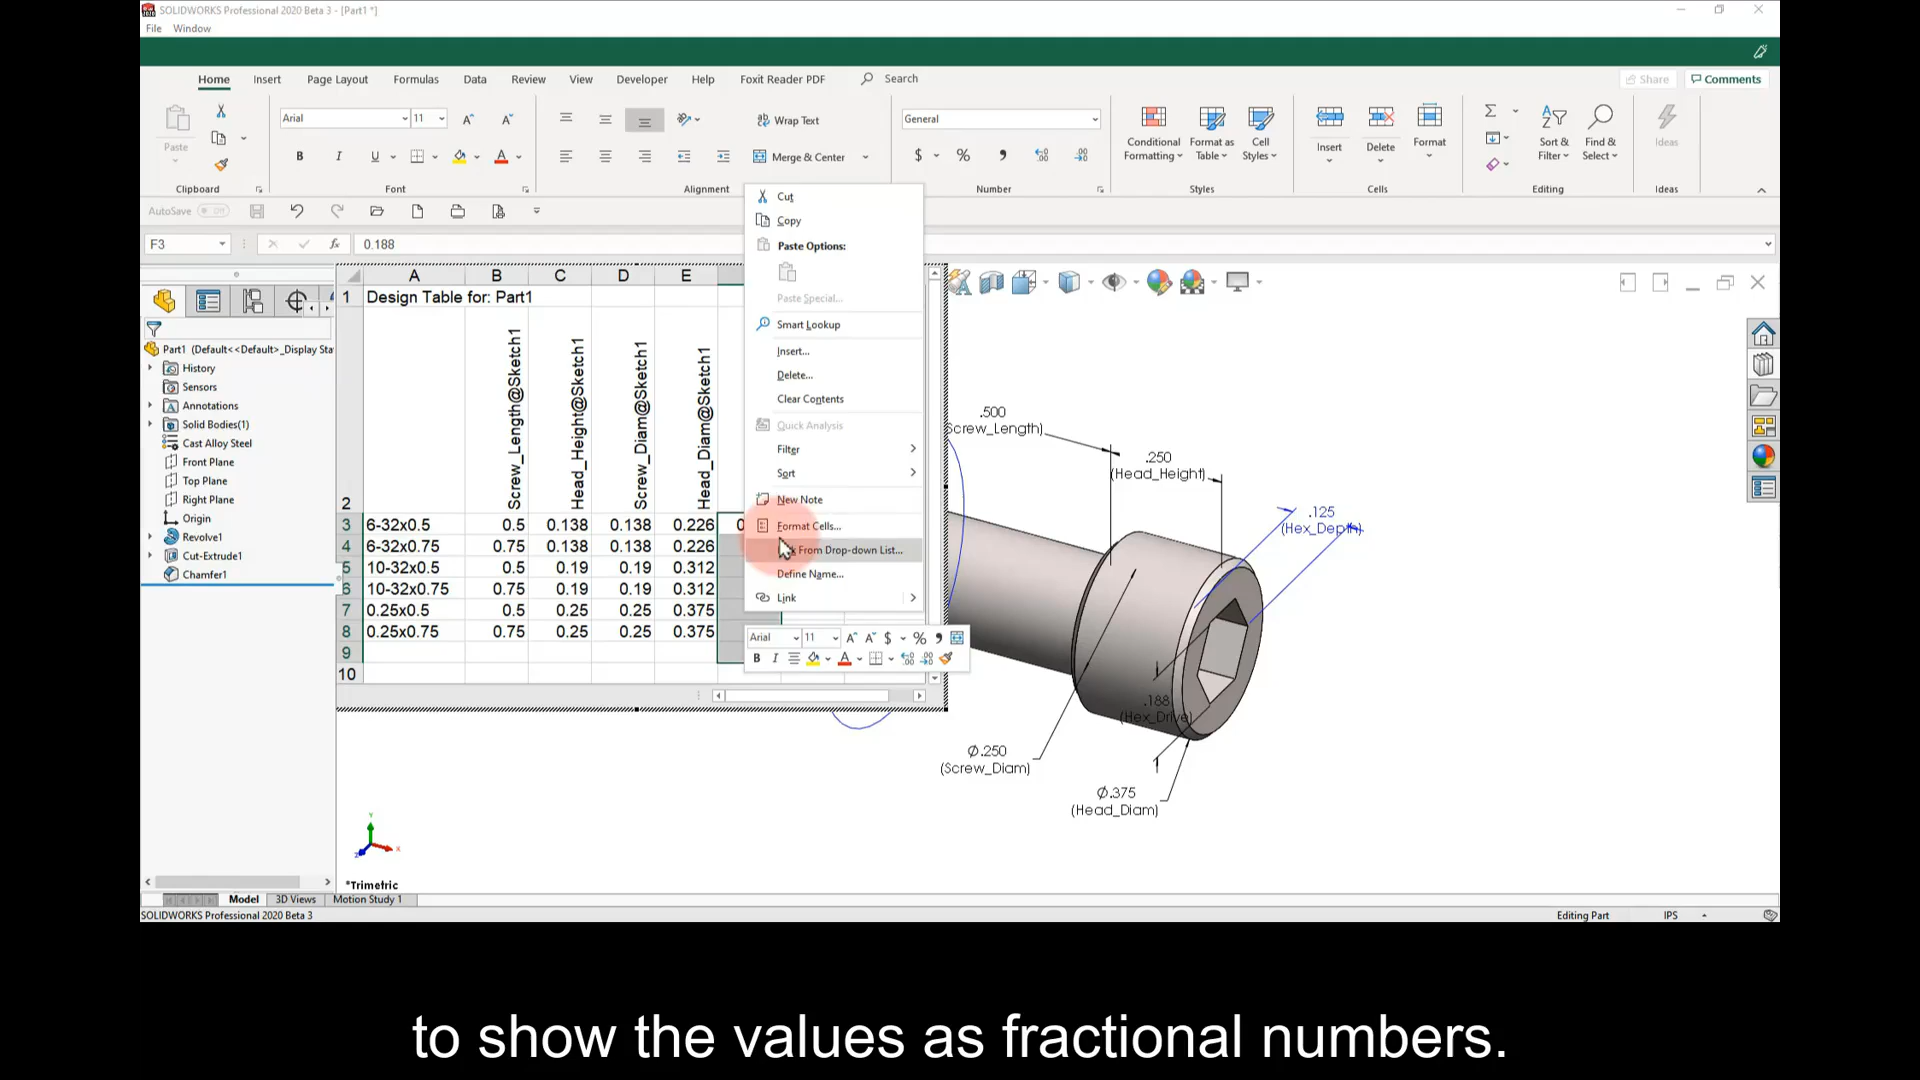 SOLIDWORKS Professional 2020 Beta 3 - [Part1 *]
File Window
Home Insert Page Layout Formulas Data Review View Developer Help Foxit Reader PDF Search Share Comments
Paste
Arial 11
Wrap Text
General
Conditional Formatting
Format as Table
Cell Styles
Insert
Delete
Format
Sort & Filter
Find & Select
Ideas
B I U
Merge & Center
$ % ,
Clipboard Font Alignment Number Styles Cells Editing Ideas
AutoSave Off
F3 fx 0.188
A B C D E
1 Design Table for: Part1
2
Screw_Length@Sketch1
Head_Height@Sketch1
Screw_Diam@Sketch1
Head_Diam@Sketch1
3 6-32x0.5 0.5 0.138 0.138 0.226 0
4 6-32x0.75 0.75 0.138 0.138 0.226
5 10-32x0.5 0.5 0.19 0.19 0.312
6 10-32x0.75 0.75 0.19 0.19 0.312
7 0.25x0.5 0.5 0.25 0.25 0.375
8 0.25x0.75 0.75 0.25 0.25 0.375
9
10
Part1 (Default<<Default>_Display Sta
History
Sensors
Annotations
Solid Bodies(1)
Cast Alloy Steel
Front Plane
Top Plane
Right Plane
Origin
Revolve1
Cut-Extrude1
Chamfer1
Cut
Copy
Paste Options:
Paste Special...
Smart Lookup
Insert...
Delete...
Clear Contents
Quick Analysis
Filter
Sort
New Note
Format Cells...
From Drop-down List...
Define Name...
Link
Arial 11 A A $ % ,
B I A
.500
Screw_Length)
.250
(Head_Height)
.125
(Hex_Depth)
.188
(Hex_Drive)
Ø.250
(Screw_Diam)
Ø.375
(Head_Diam)
Y
X
Z
*Trimetric
Model 3D Views Motion Study 1
SOLIDWORKS Professional 2020 Beta 3
Editing Part IPS
to show the values as fractional numbers.